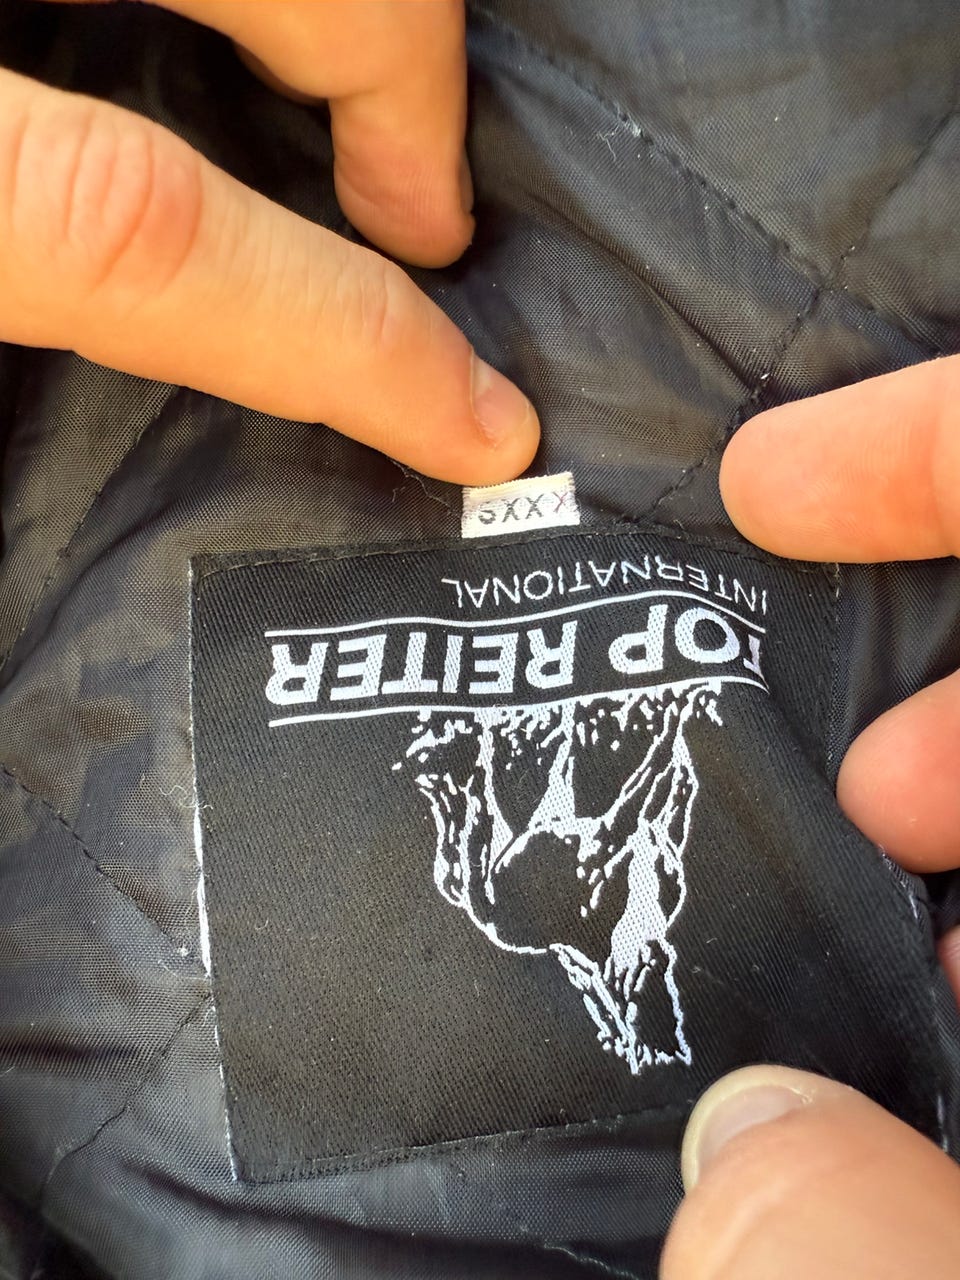 TOP REITER
INTERNATIONAL
XXXS